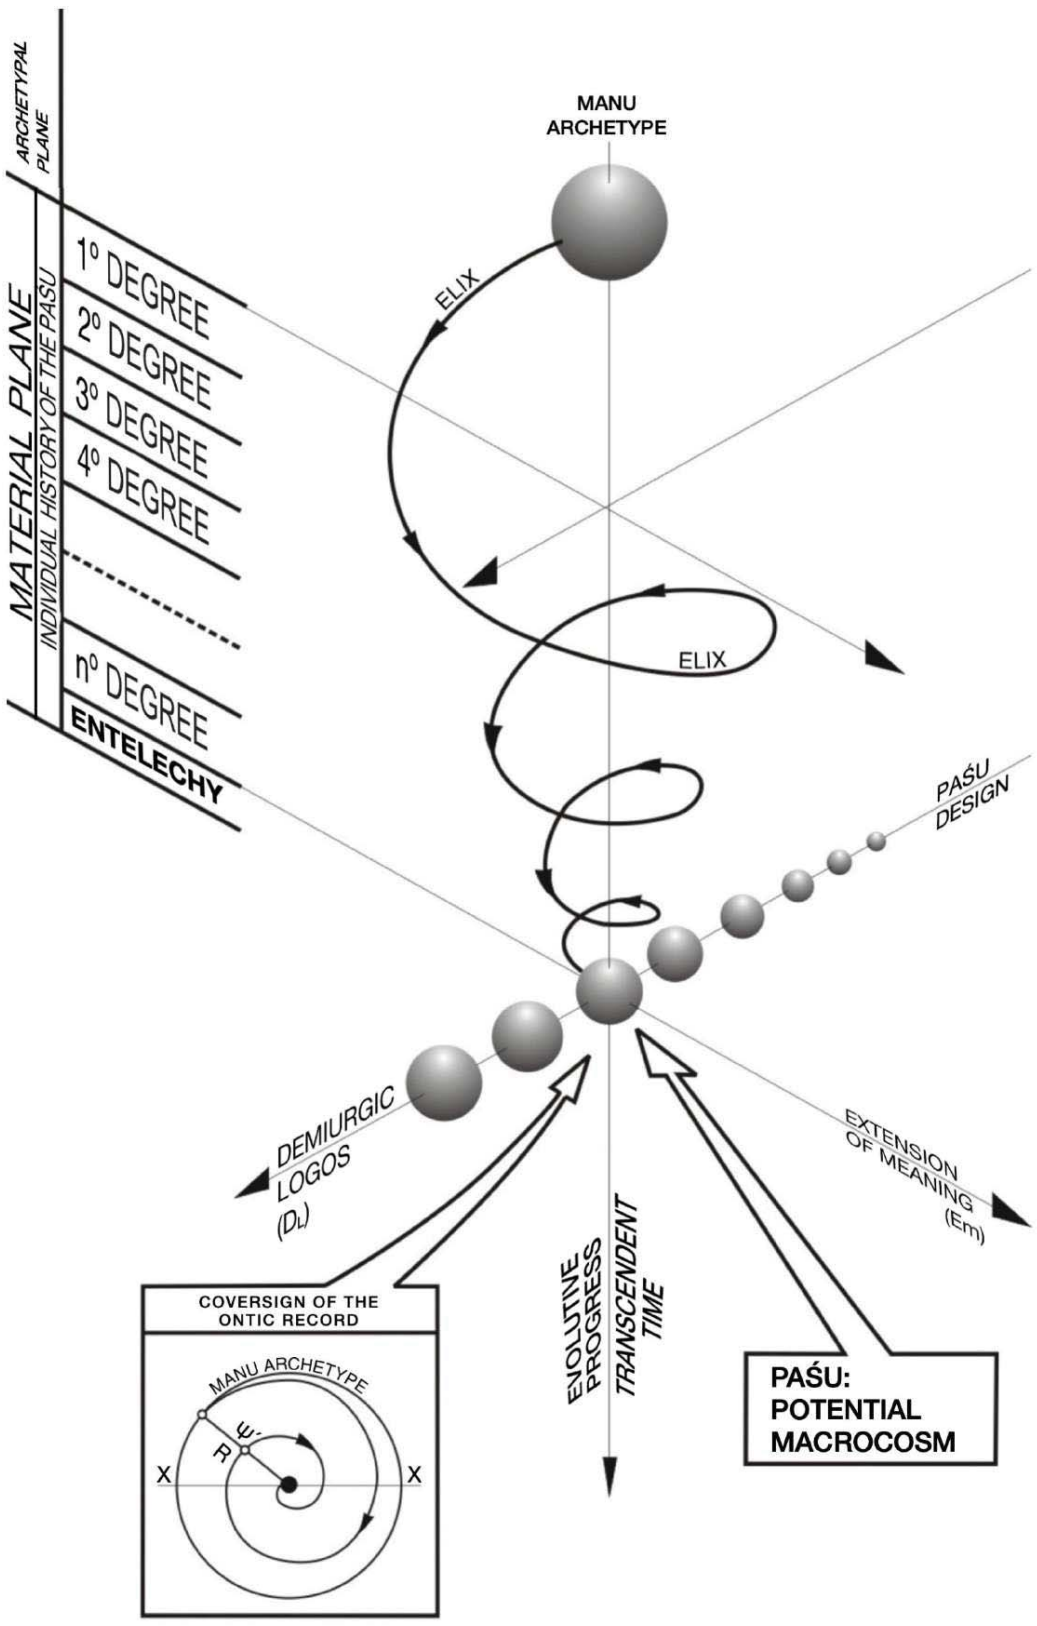 ARCHETYPAL
PLANE
MATERIAL PLANE
INDIVIDUAL HISTORY OF THE PAŚU
1º DEGREE
2º DEGREE
3º DEGREE
4º DEGREE
nº DEGREE
ENTELECHY
MANU
ARCHETYPE
ELIX
ELIX
PAŚU
DESIGN
DEMIURGIC
LOGOS
(DL)
EXTENSION
OF MEANING
(Em)
EVOLUTIVE
PROGRESS
TRANSCENDENT
TIME
COVERSIGN OF THE
ONTIC RECORD
MANU ARCHETYPE
Ψ
R
X
X
PAŚU:
POTENTIAL
MACROCOSM